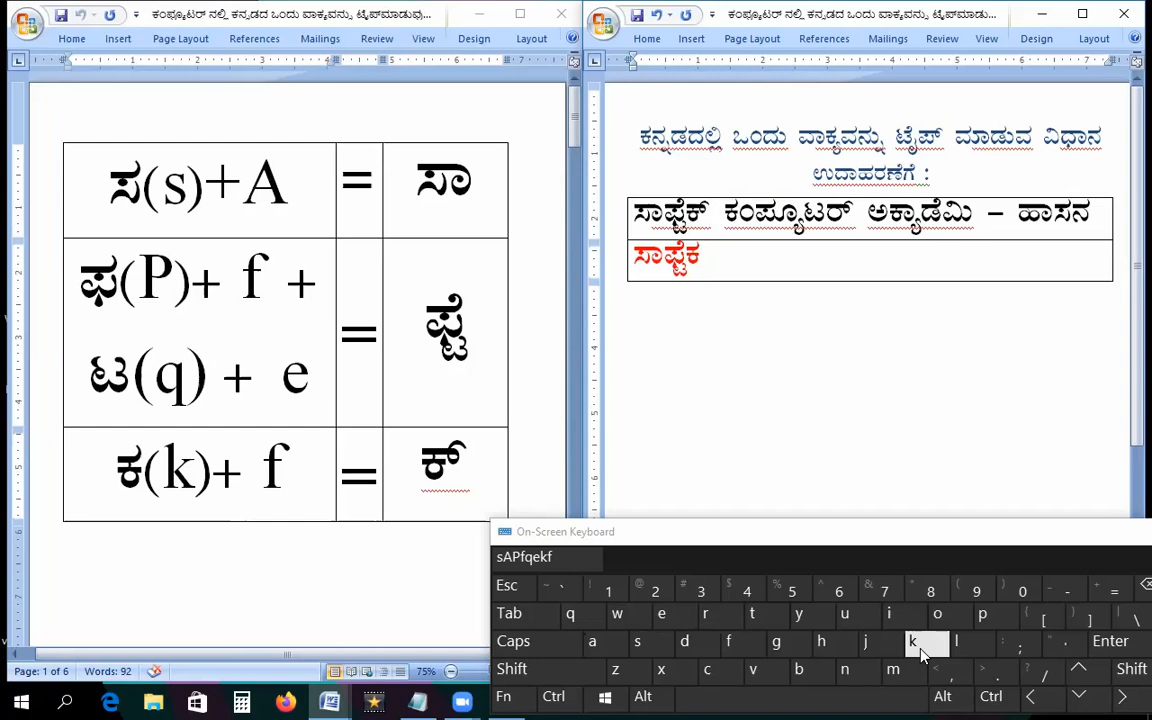 ಕಂಪ್ಯೂಟರ್ ನಲ್ಲಿ ಕನ್ನಡದ ಒಂದು ವಾಕ್ಯವನ್ನು ಟೈಪ್‌ಮಾಡುವು...
Home Insert Page Layout References Mailings Review View Design Layout
ಸ(s)+A = ಸಾ
ಫ(P)+ f +
ಟ(q) + e
= ಫ್ಟೆ
ಕ(k)+ f = ಕ್
Page: 1 of 6 Words: 92 75%
ಕಂಪ್ಯೂಟರ್ ನಲ್ಲಿ ಕನ್ನಡದ ಒಂದು ವಾಕ್ಯವನ್ನು ಟೈಪ್‌ಮಾಡು...
Home Insert Page Layout References Mailings Review View Design Layout
ಕನ್ನಡದಲ್ಲಿ ಒಂದು ವಾಕ್ಯವನ್ನು ಟೈಪ್ ಮಾಡುವ ವಿಧಾನ
ಉದಾಹರಣೆಗೆ :
ಸಾಫ್ಟೆಕ್ ಕಂಪ್ಯೂಟರ್ ಅಕ್ಯಾಡೆಮಿ – ಹಾಸನ
ಸಾಫ್ಟೆಕ
On-Screen Keyboard
sAPfqekf
Esc ~ ` ! 1 @ 2 # 3 $ 4 % 5 ^ 6 & 7 * 8 ( 9 ) 0 _ - + =
Tab q w e r t y u i o p { [ } ] | \
Caps a s d f g h j k l : ; " ' Enter
Shift z x c v b n m < , > . ? / Shift
Fn Ctrl Alt Alt Ctrl